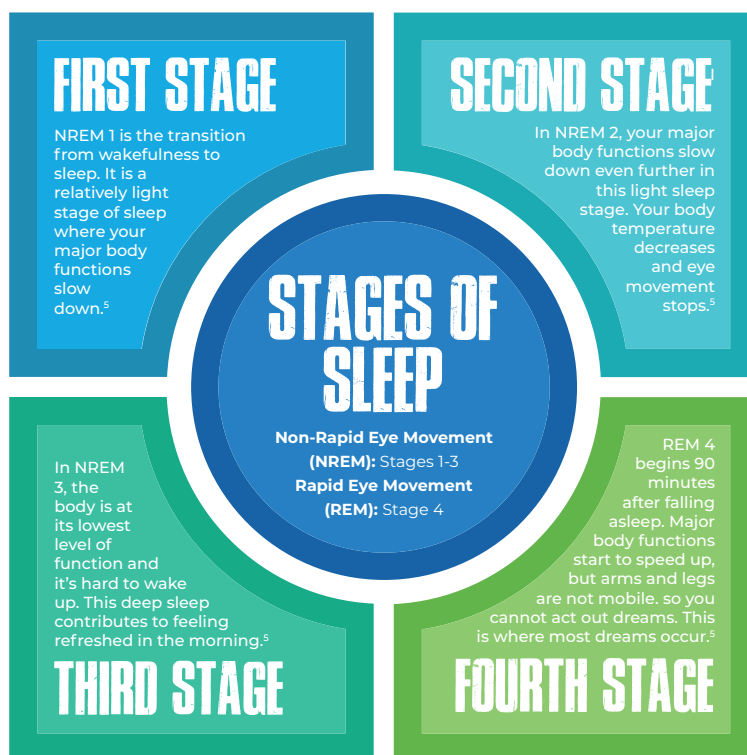 FIRST STAGE
NREM 1 is the transition
from wakefulness to
sleep. It is a
relatively light
stage of sleep
where your
major body
functions
slow
down.5
SECOND STAGE
In NREM 2, your major
body functions slow
down even further in
this light sleep
stage. Your body
temperature
decreases
and eye
movement
stops.5
STAGES OF
SLEEP
Non-Rapid Eye Movement
(NREM): Stages 1-3
Rapid Eye Movement
(REM): Stage 4
In NREM
3, the
body is at
its lowest
level of
function and
it's hard to wake
up. This deep sleep
contributes to feeling
refreshed in the morning.5
THIRD STAGE
REM 4
begins 90
minutes
after falling
asleep. Major
body functions
start to speed up,
but arms and legs
are not mobile. so you
cannot act out dreams. This
is where most dreams occur.5
FOURTH STAGE